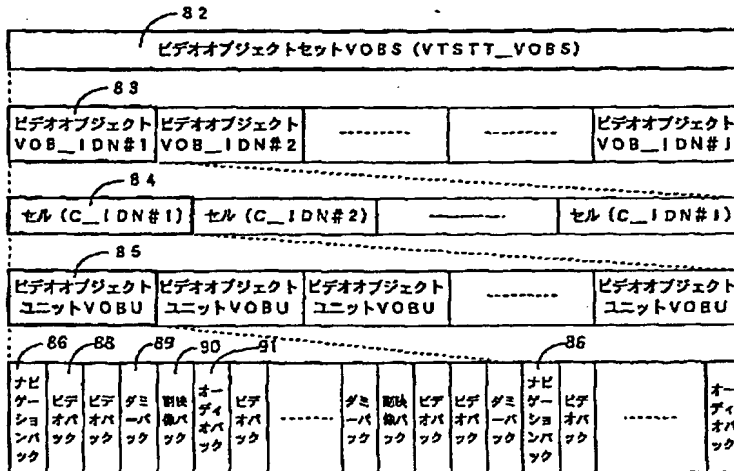 82
ビデオオブジェクトセットVOBS (VTSTT_VOBS)
83
ビデオオブジェクト
VOB_IDN#1
ビデオオブジェクト
VOB_IDN#2
ビデオオブジェクト
VOB_IDN#J
84
セル (C_IDN#1)
セル (C_IDN#2)
セル (C_IDN#I)
85
ビデオオブジェクト
ユニットVOBU
ビデオオブジェクト
ユニットVOBU
ビデオオブジェクト
ユニットVOBU
ビデオオブジェクト
ユニットVOBU
86
88
89
90
91
86
ナビゲーションパック
ビデオパック
ビデオパック
ダミーパック
副映像パック
オーディオパック
ビデオパック
ダミーパック
副映像パック
ビデオパック
ビデオパック
ダミーパック
ナビゲーションパック
ビデオパック
オーディオパック